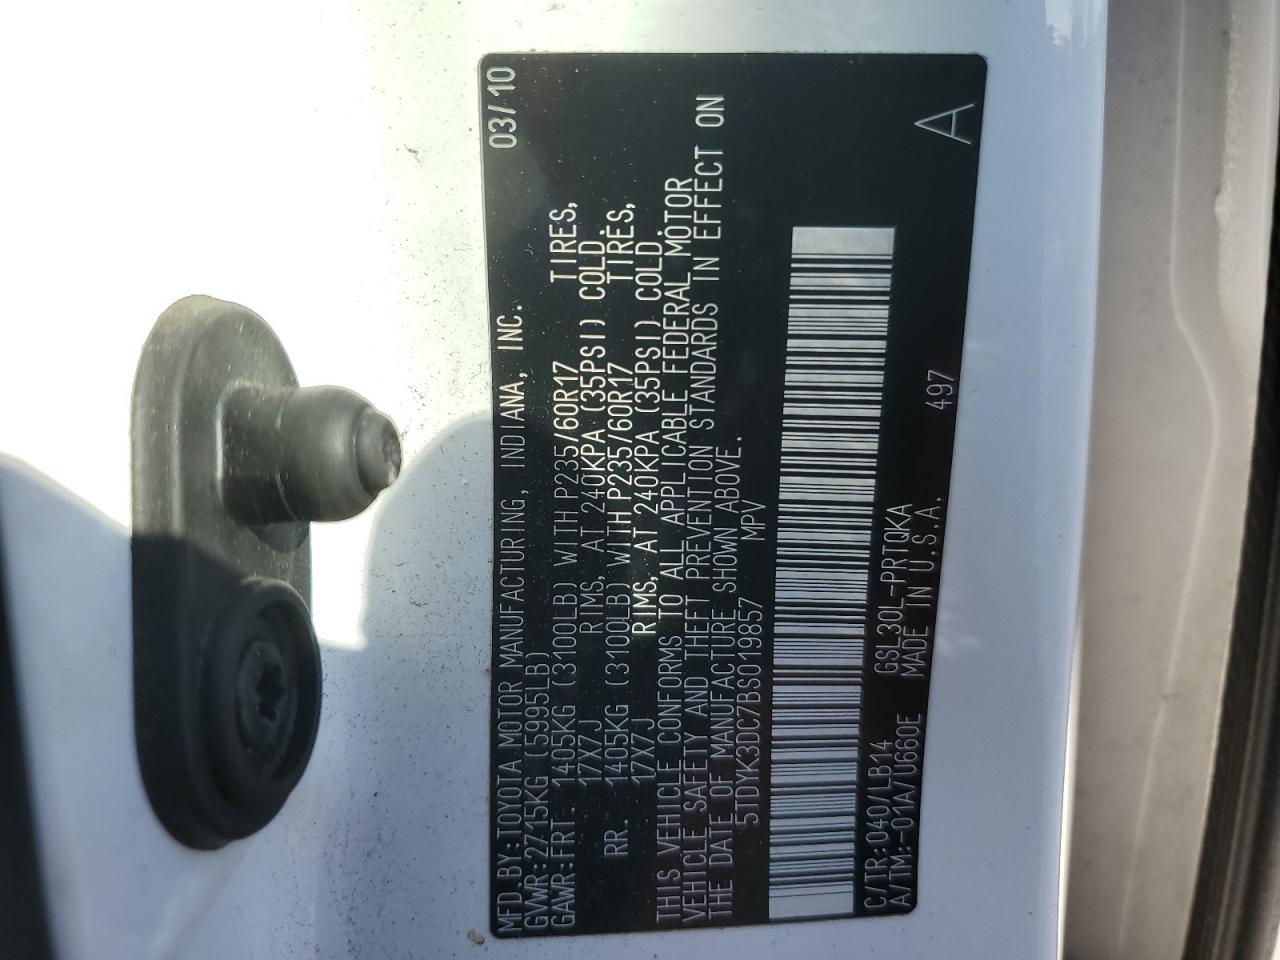 MFD.BY:TOYOTA MOTOR MANUFACTURING, INDIANA, INC. 03/10
GVWR:2715KG (5995LB)
GAWR:FRT. 1405KG (3100LB) WITH P235/60R17 TIRES,
17X7J RIMS, AT 240KPA (35PSI) COLD.
RR. 1405KG (3100LB) WITH P235/60R17 TIRES,
17X7J RIMS, AT 240KPA (35PSI) COLD.
THIS VEHICLE CONFORMS TO ALL APPLICABLE FEDERAL MOTOR
VEHICLE SAFETY AND THEFT PREVENTION STANDARDS IN EFFECT ON
THE DATE OF MANUFACTURE SHOWN ABOVE.
5TDYK3DC7BS019857 MPV
C/TR:040/LB14 GSL30L-PRTQKA
A/TM:-01A/U660E MADE IN U.S.A. 497 A